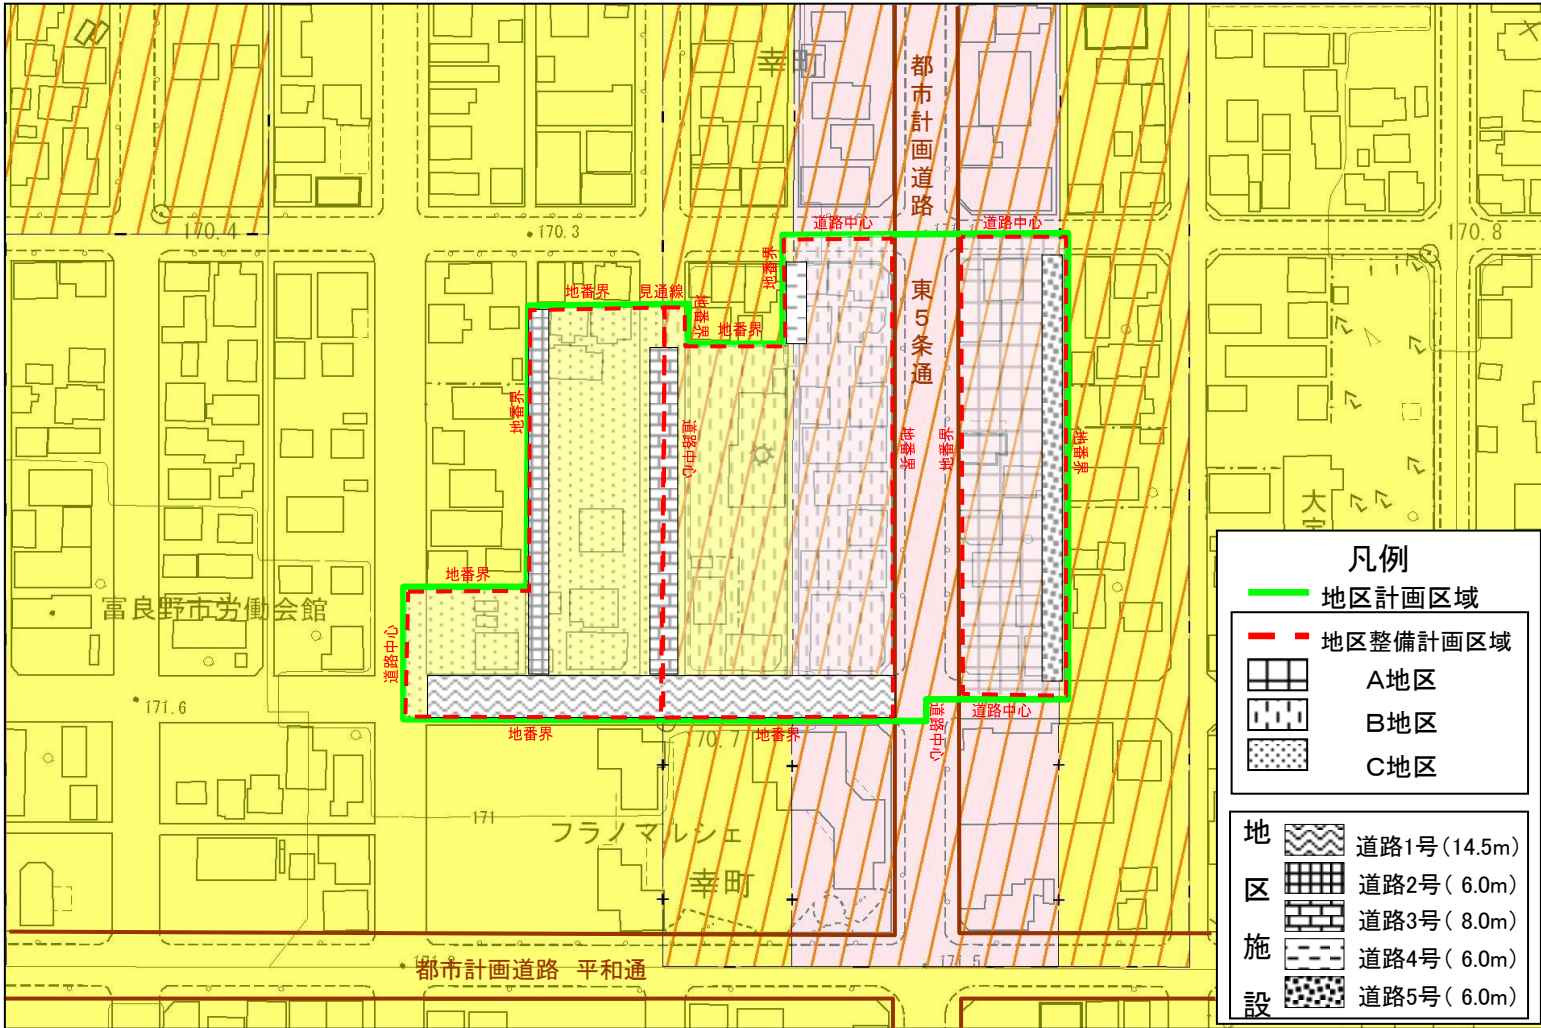 幸町
都市計画道路
東5条通
170.4
170.3
170.8
道路中心
道路中心
地番界
地番界
見通線
地番界
地番界
地番界
道路中心
地番界
地番界
地番界
地番界
道路中心
富良野市労働会館
171.6
地番界
170.7
地番界
道路中心
道路中心
171
フラノマルシェ
幸町
都市計画道路 平和通
171.5
凡例
地区計画区域
地区整備計画区域
A地区
B地区
C地区
地区施設
道路1号(14.5m)
道路2号( 6.0m)
道路3号( 8.0m)
道路4号( 6.0m)
道路5号( 6.0m)